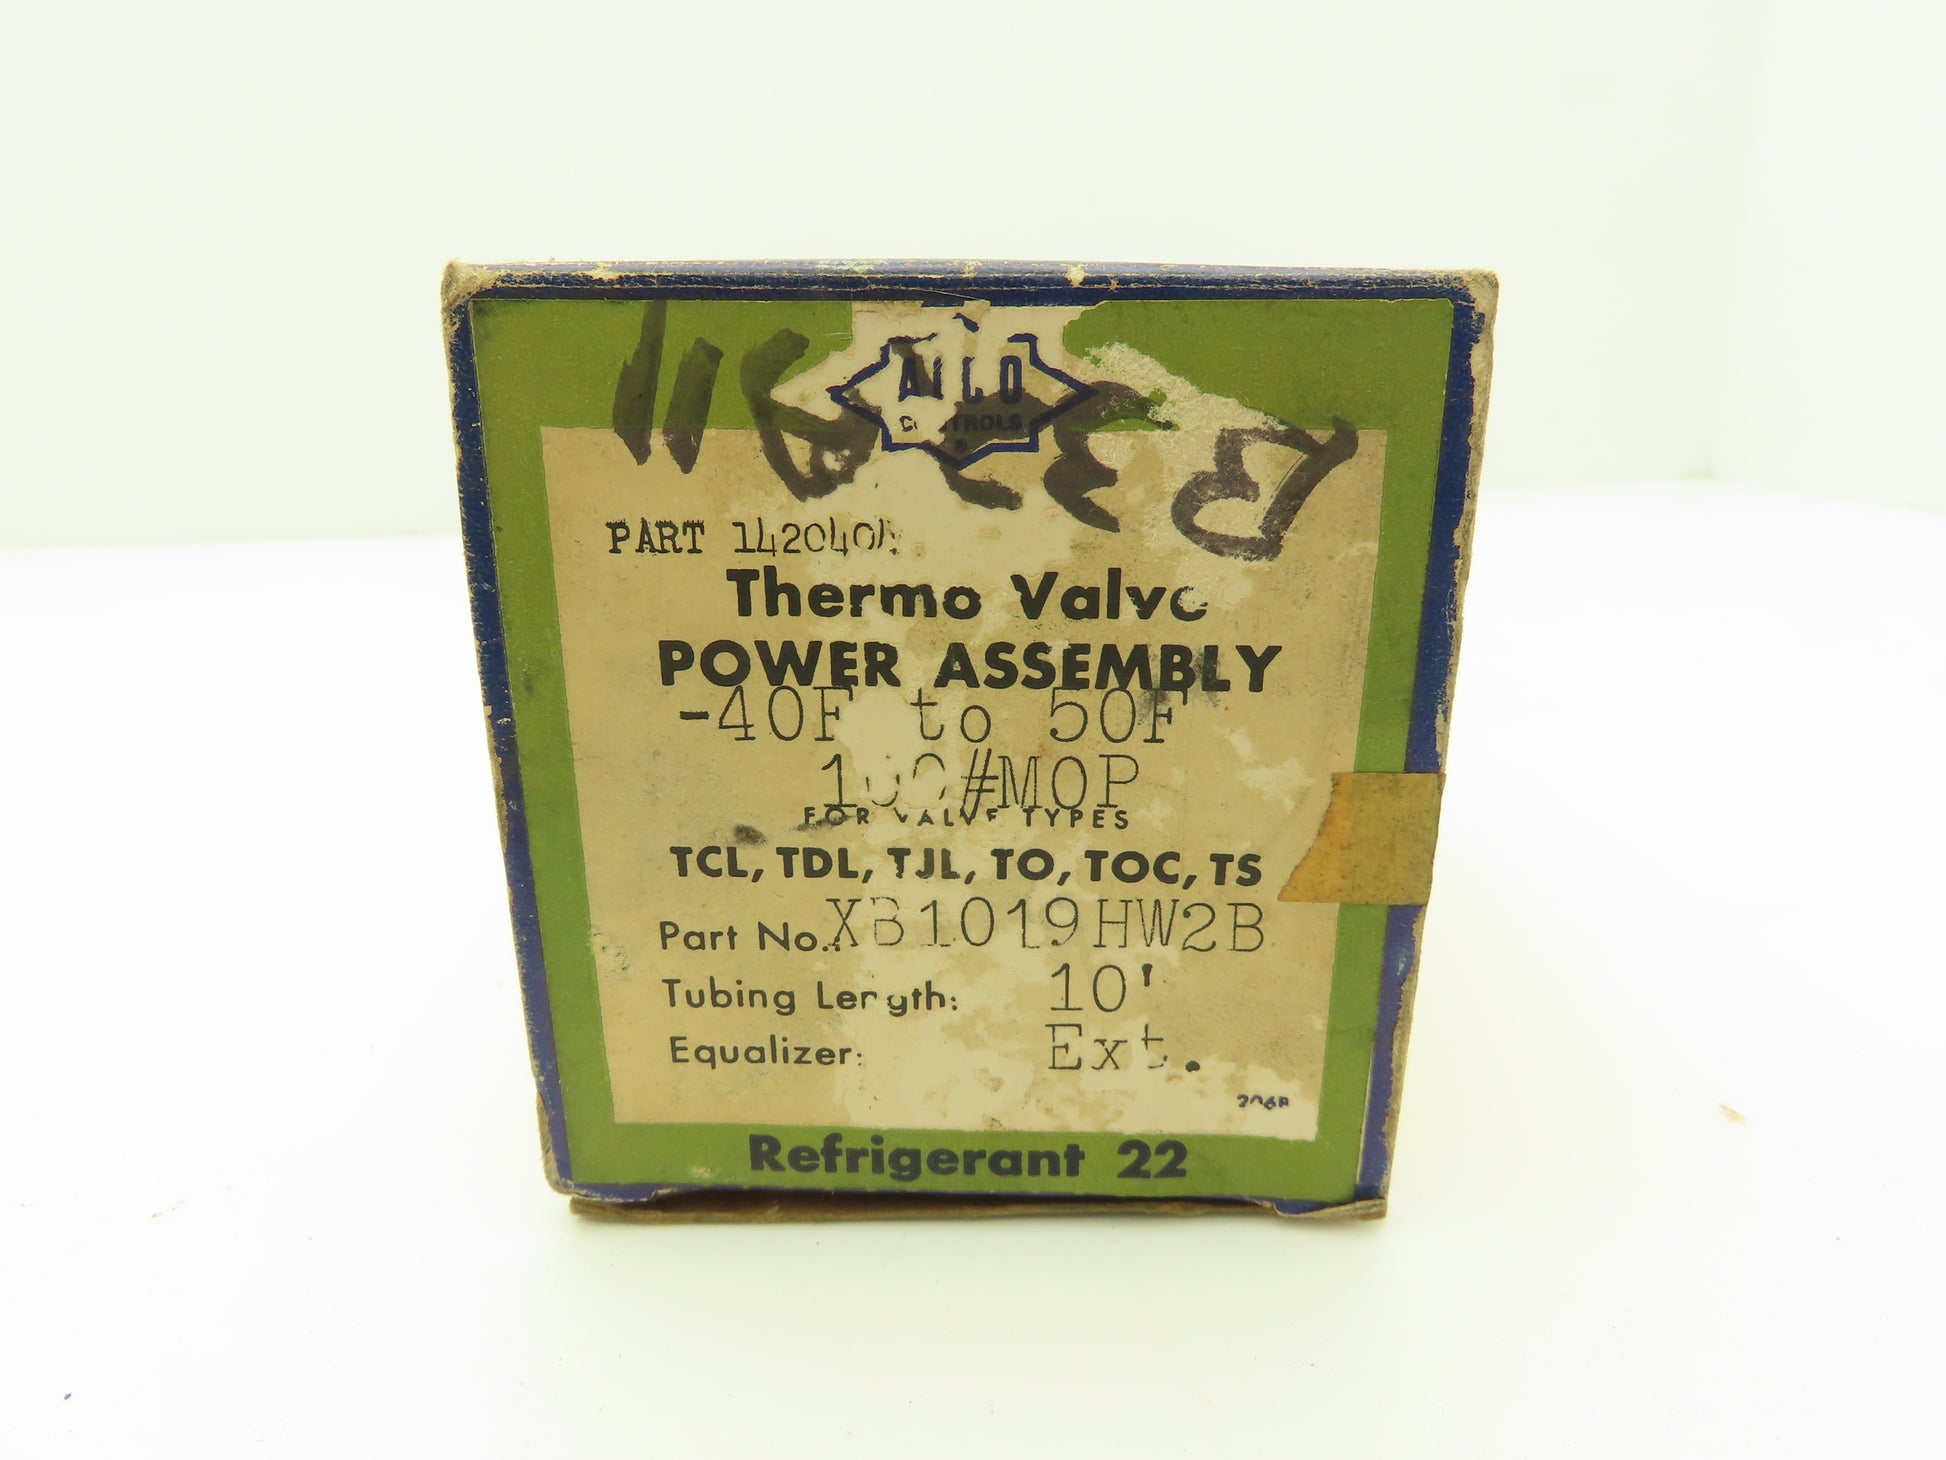 ALCO
CONTROLS
®
PART 142040
Thermo Valve
POWER ASSEMBLY
-40F to 50F
100#MOP
FOR VALVE TYPES
TCL, TDL, TJL, TO, TOC, TS
Part No.: XB1019HW2B
Tubing Length: 10'
Equalizer: Ext.
Refrigerant 22